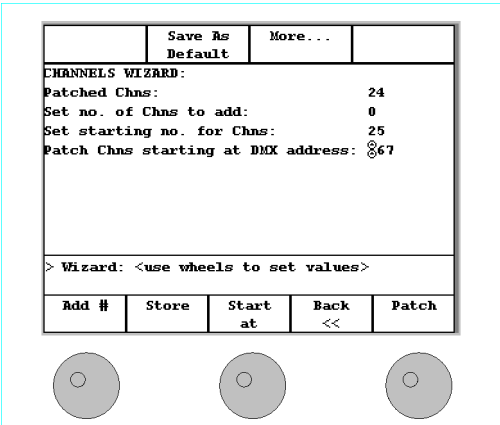 Save As Default
More...
CHANNELS WIZARD:
Patched Chns: 24
Set no. of Chns to add: 0
Set starting no. for Chns: 25
Patch Chns starting at DMX address: 67
> Wizard: <use wheels to set values>
Add #
Store
Start at
Back <<
Patch